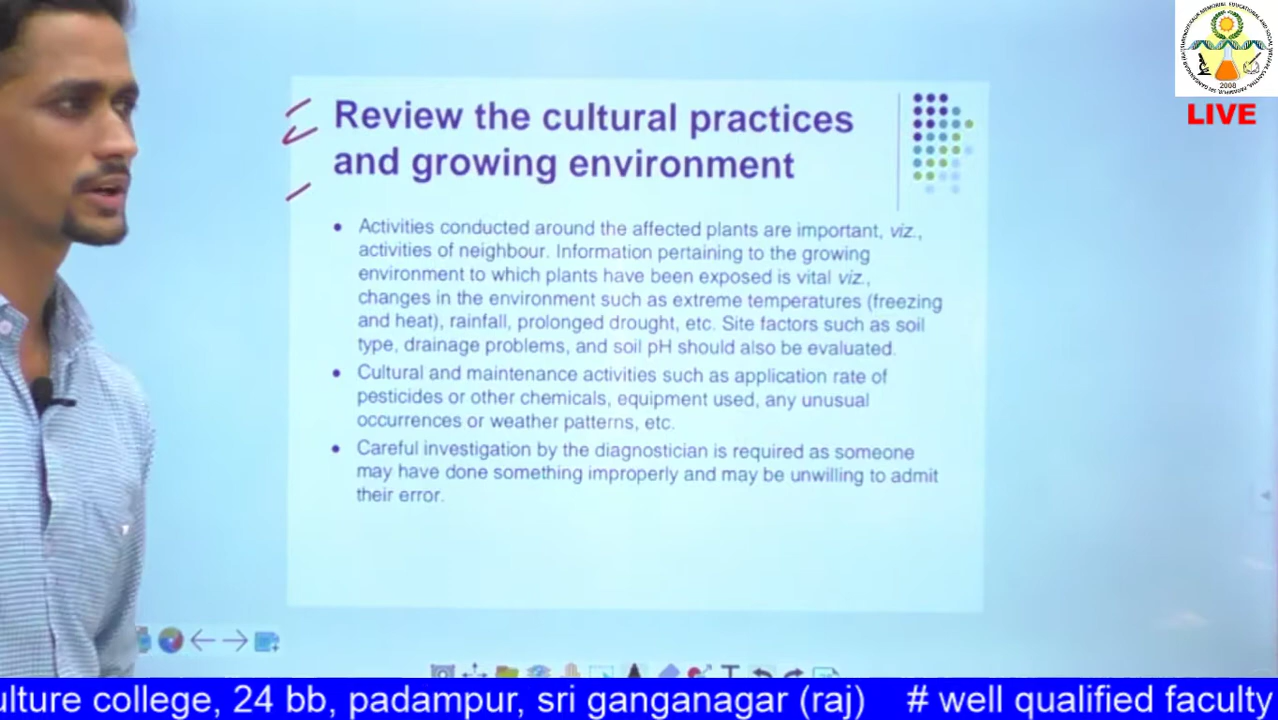 2008
LIVE
Review the cultural practices
and growing environment
• Activities conducted around the affected plants are important, viz.,
activities of neighbour. Information pertaining to the growing
environment to which plants have been exposed is vital viz.,
changes in the environment such as extreme temperatures (freezing
and heat), rainfall, prolonged drought, etc. Site factors such as soil
type, drainage problems, and soil pH should also be evaluated.
• Cultural and maintenance activities such as application rate of
pesticides or other chemicals, equipment used, any unusual
occurrences or weather patterns, etc.
• Careful investigation by the diagnostician is required as someone
may have done something improperly and may be unwilling to admit
their error.
ulture college, 24 bb, padampur, sri ganganagar (raj) # well qualified faculty